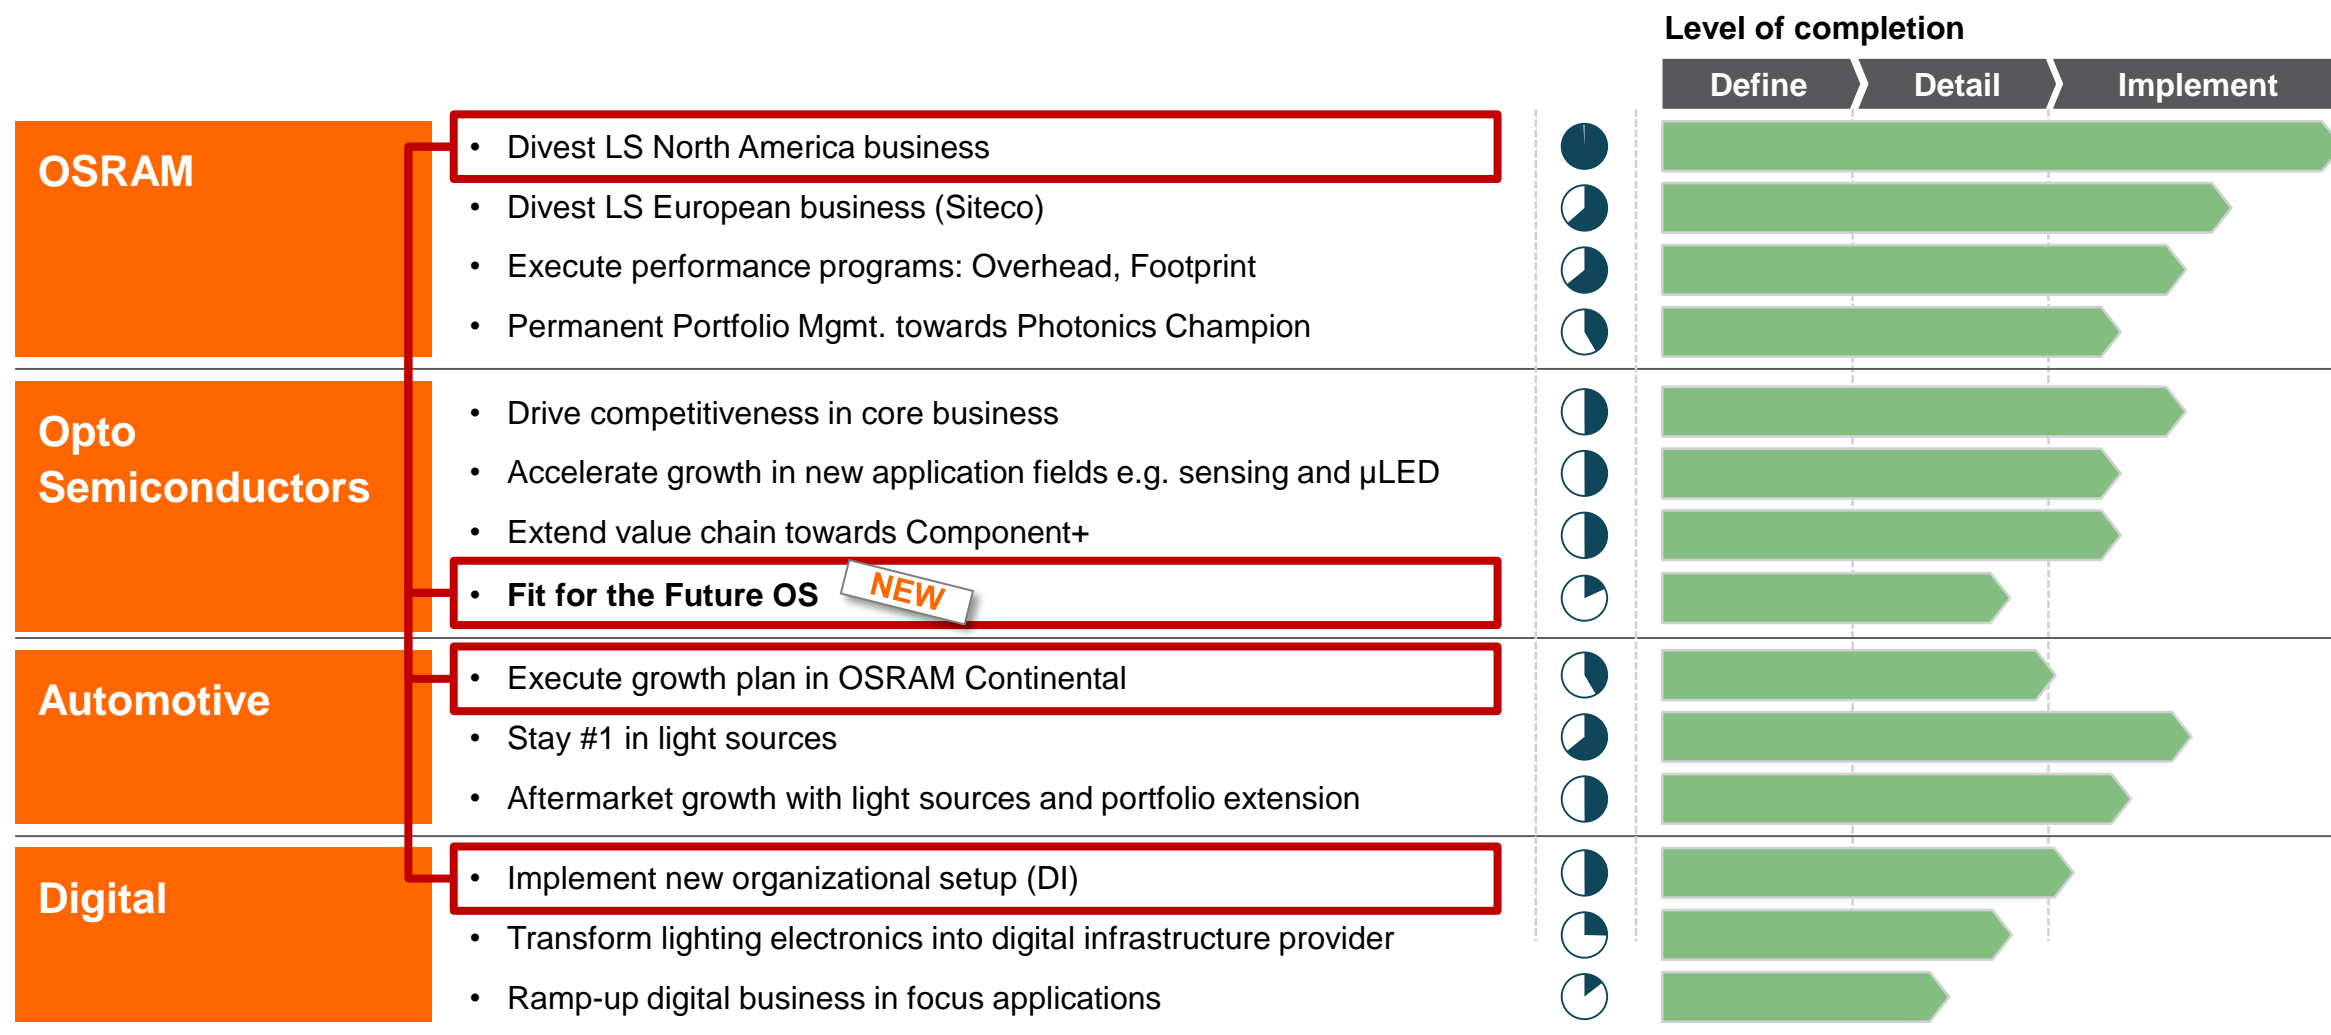 Level of completion
Define
Detail
Implement
OSRAM
• Divest LS North America business
• Divest LS European business (Siteco)
• Execute performance programs: Overhead, Footprint
• Permanent Portfolio Mgmt. towards Photonics Champion
Opto
Semiconductors
• Drive competitiveness in core business
• Accelerate growth in new application fields e.g. sensing and µLED
• Extend value chain towards Component+
• Fit for the Future OS
NEW
Automotive
• Execute growth plan in OSRAM Continental
• Stay #1 in light sources
• Aftermarket growth with light sources and portfolio extension
Digital
• Implement new organizational setup (DI)
• Transform lighting electronics into digital infrastructure provider
• Ramp-up digital business in focus applications